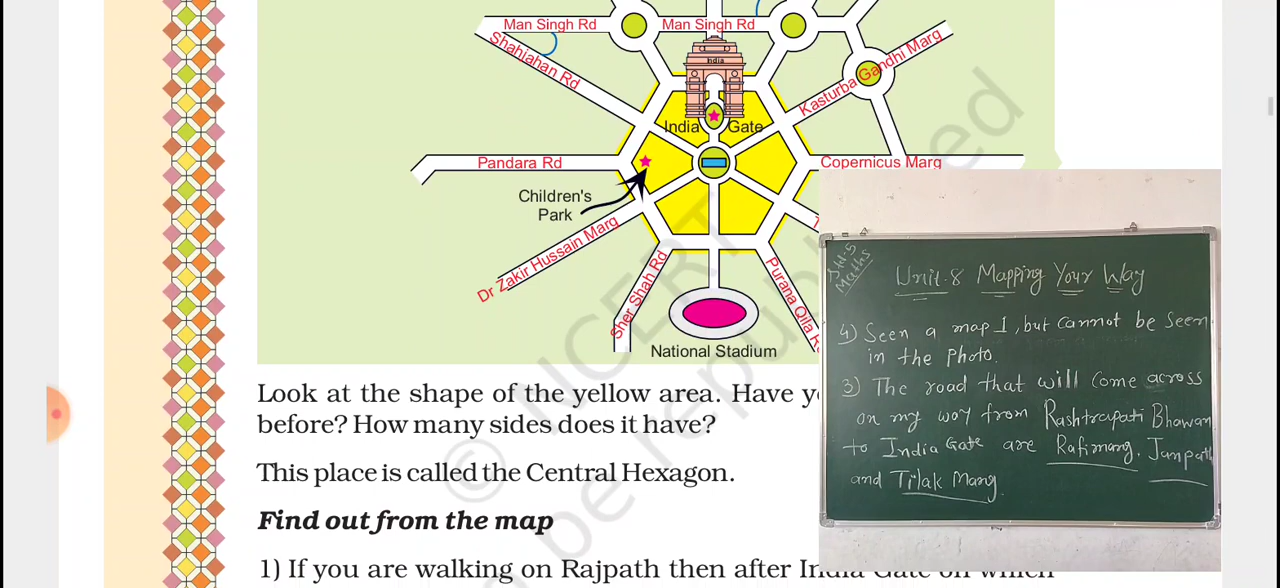 Man Singh Rd
Man Singh Rd
Shahjahan Rd
Kasturba Gandhi Marg
India
India Gate
Pandara Rd
Copernicus Marg
Children's
Park
Dr Zakir Hussain Marg
Sher Shah Rd
Purana Qila R
National Stadium
Look at the shape of the yellow area. Have y
before? How many sides does it have?
This place is called the Central Hexagon.
Find out from the map
1) If you are walking on Rajpath then after India Gate on which
© NCERT
Maths
Unit-8 Mapping Your Way
4) Seen a map 1, but cannot be seen
in the photo.
3) The road that will come across
on my way from Rashtrapati Bhawan
to India Gate are Rafimarg, Janpath
and Tilak Marg.